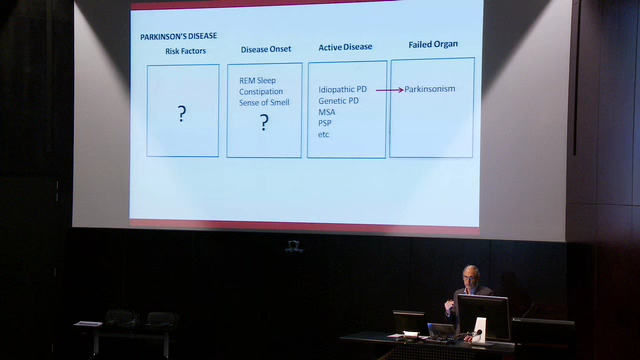 PARKINSON'S DISEASE
Risk Factors
Disease Onset
Active Disease
Failed Organ
?
REM Sleep
Constipation
Sense of Smell
?
Idiopathic PD
Genetic PD
MSA
PSP
etc
Parkinsonism